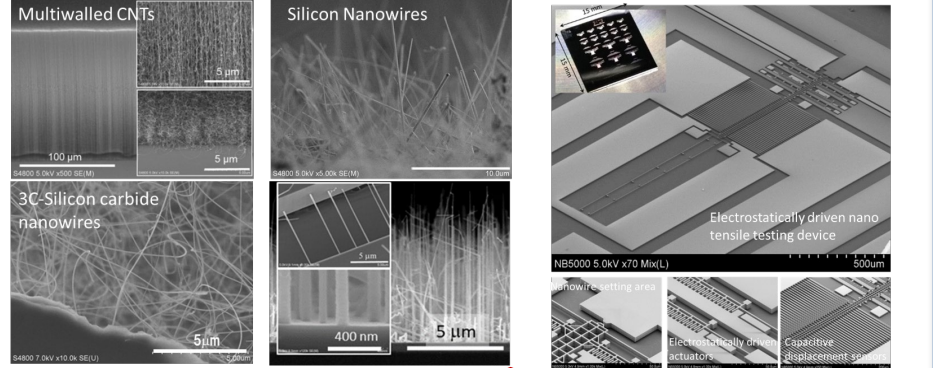 Multiwalled CNTs
5 µm
100 µm
5 µm
S4800 5.0kV x500 SE(M)
Silicon Nanowires
S4800 5.0kV x5.00k SE(M)
10.0um
3C-Silicon carbide
nanowires
5µm
S4800 7.0kV x10.0k SE(U)
5.00um
5 µm
400 nm
5 µm
15 mm
15 mm
Electrostatically driven nano
tensile testing device
NB5000 5.0kV x70 Mix(L)
500um
Nanowire setting area
Electrostatically driven
actuators
Capacitive
displacement sensors